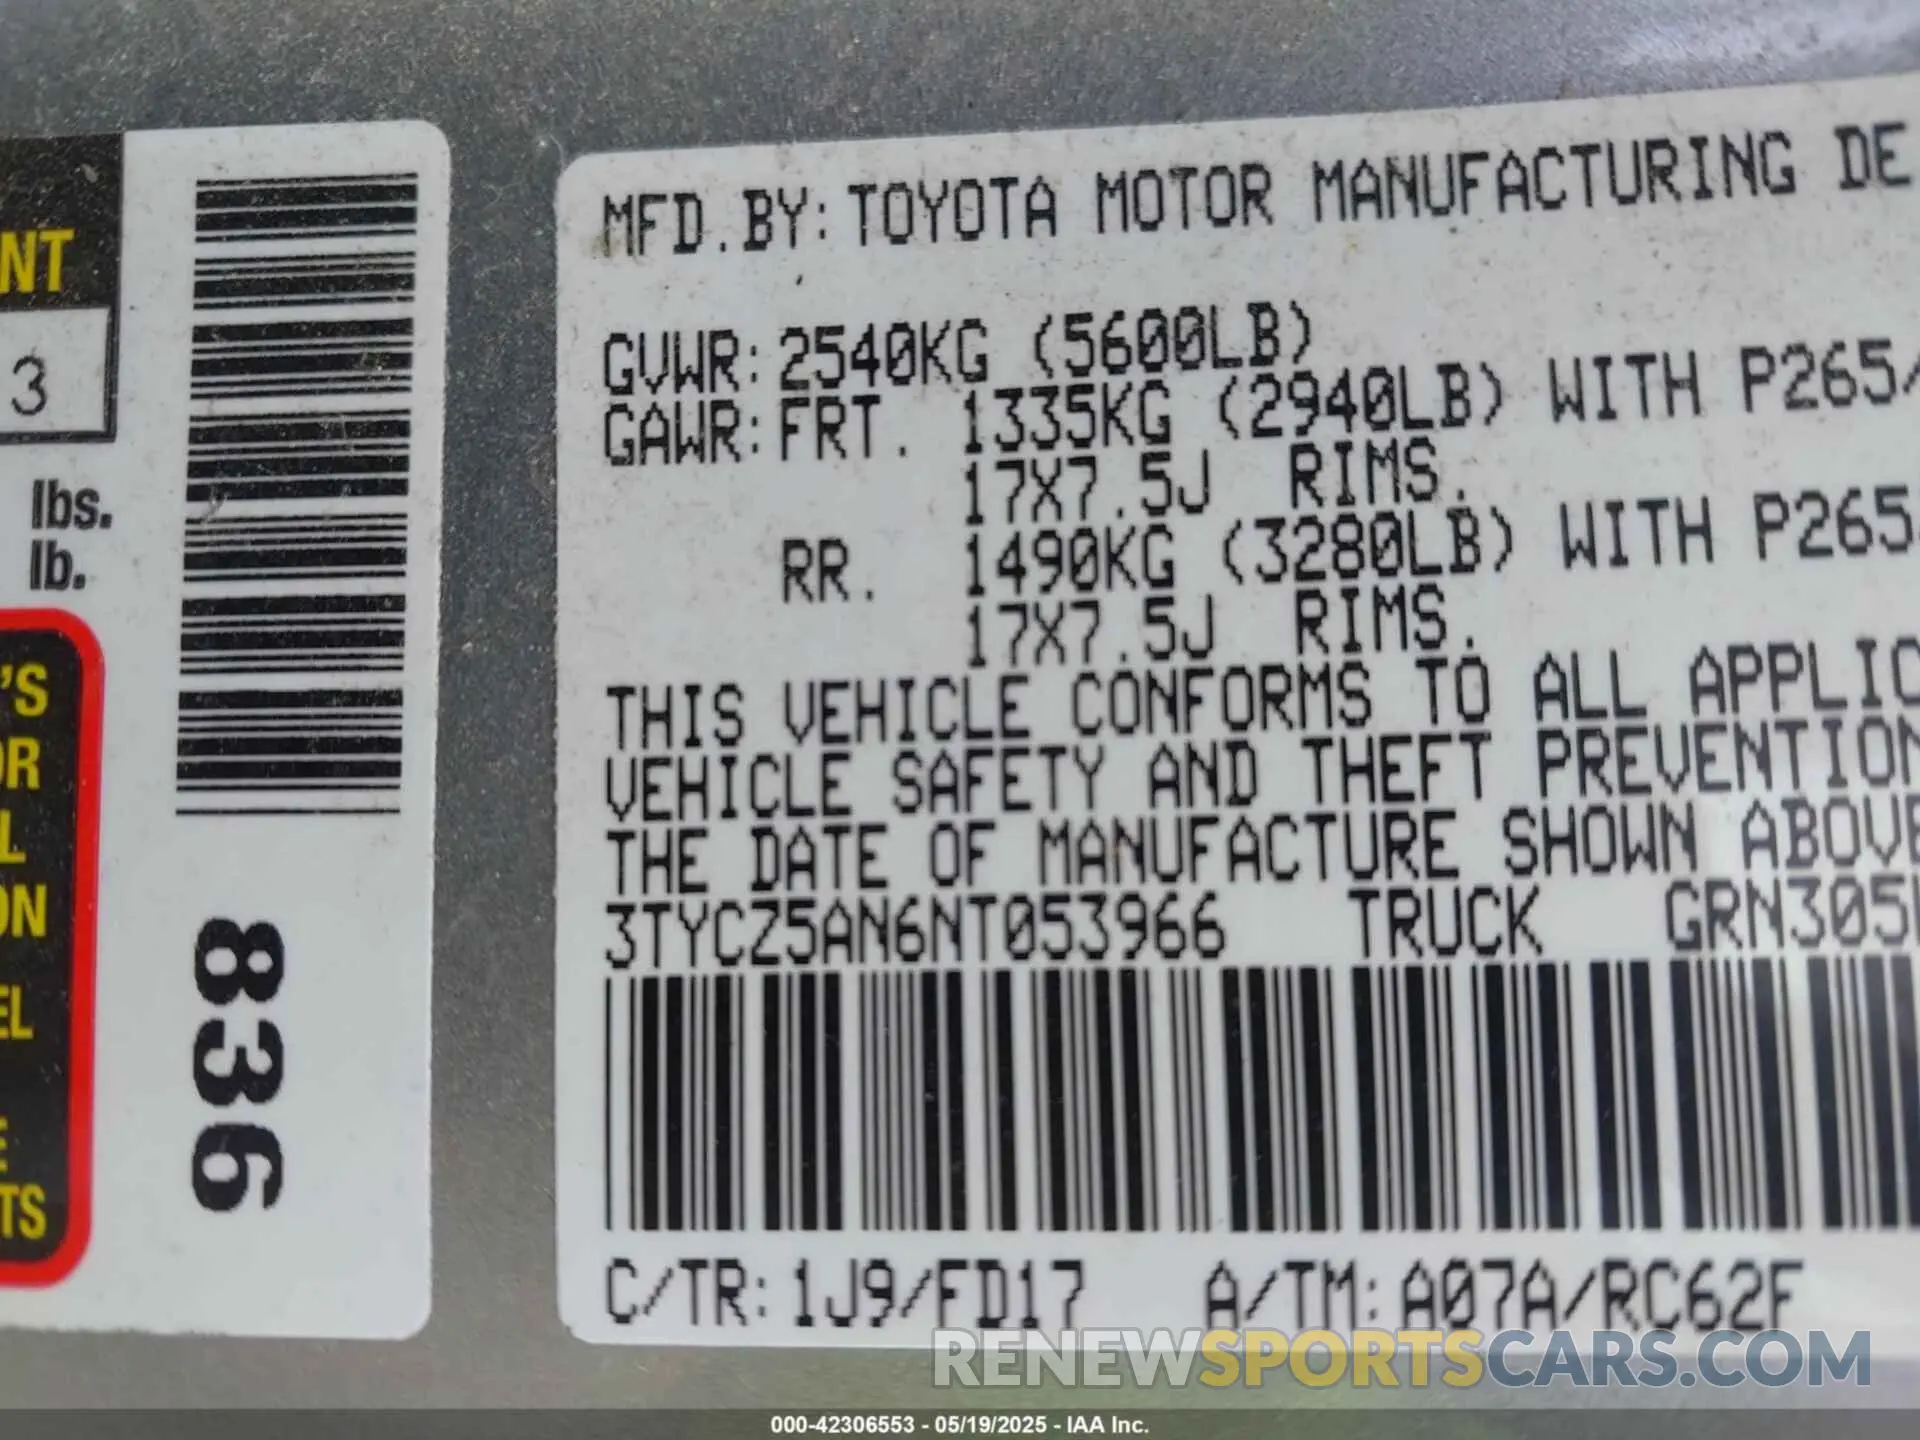 NT
3
lbs.
lb.
'S
OR
L
ON
EL
E
TS
836
MFD.BY:TOYOTA MOTOR MANUFACTURING DE
GVWR:2540KG (5600LB)
GAWR:FRT. 1335KG (2940LB) WITH P265/
17X7.5J RIMS.
RR. 1490KG (3280LB) WITH P265
17X7.5J RIMS.
THIS VEHICLE CONFORMS TO ALL APPLIC
VEHICLE SAFETY AND THEFT PREVENTION
THE DATE OF MANUFACTURE SHOWN ABOVE
3TYCZ5AN6NT053966 TRUCK GRN305
C/TR:1J9/FD17 A/TM:A07A/RC62F
RENEWSPORTSCARS.COM
000-42306553 - 05/19/2025 - IAA Inc.